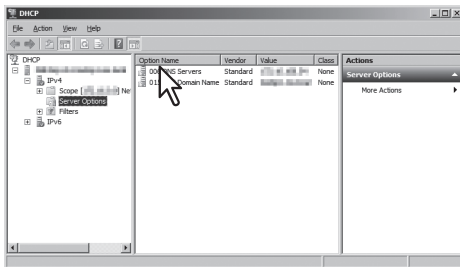 DHCP
File Action View Help
DHCP
IPv4
Scope [
Server Options
Filters
IPv6
Option Name Vendor Value Class
006 DNS Servers Standard None
015 Domain Name Standard None
Actions
Server Options
More Actions